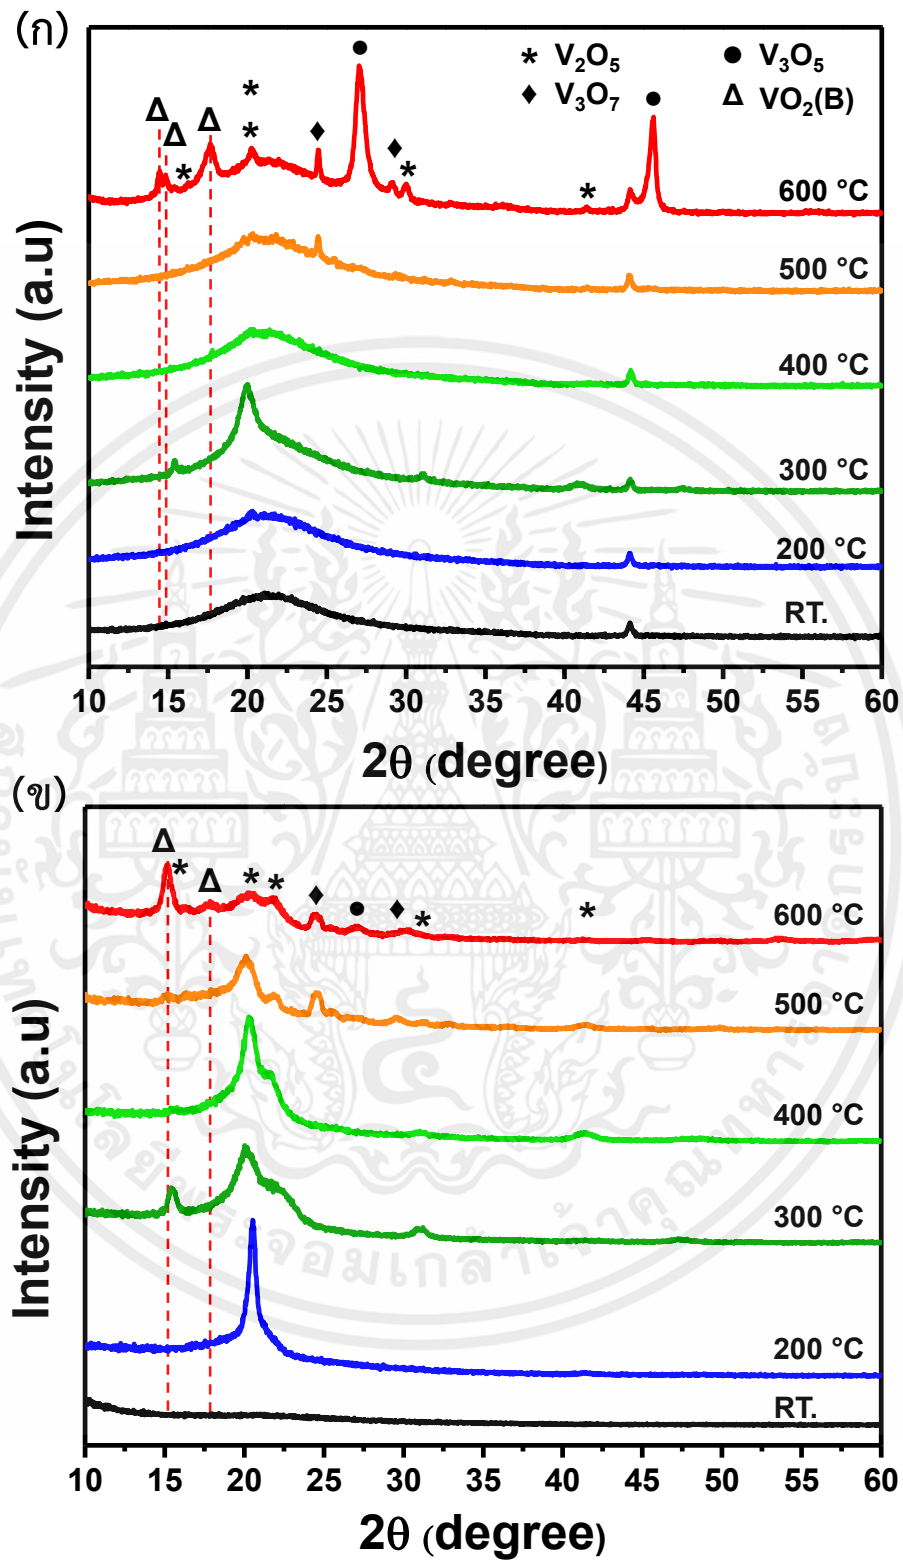 (ก)
* V₂O₅ ● V₃O₅
♦ V₃O₇ Δ VO₂(B)
Δ Δ * Δ * * ♦ ● ♦ * * ●
600 °C
500 °C
400 °C
300 °C
200 °C
RT.
Intensity (a.u)
10 15 20 25 30 35 40 45 50 55 60
2θ (degree)
(ข)
Δ * Δ * * ♦ ● ♦ * *
600 °C
500 °C
400 °C
300 °C
200 °C
RT.
Intensity (a.u)
10 15 20 25 30 35 40 45 50 55 60
2θ (degree)